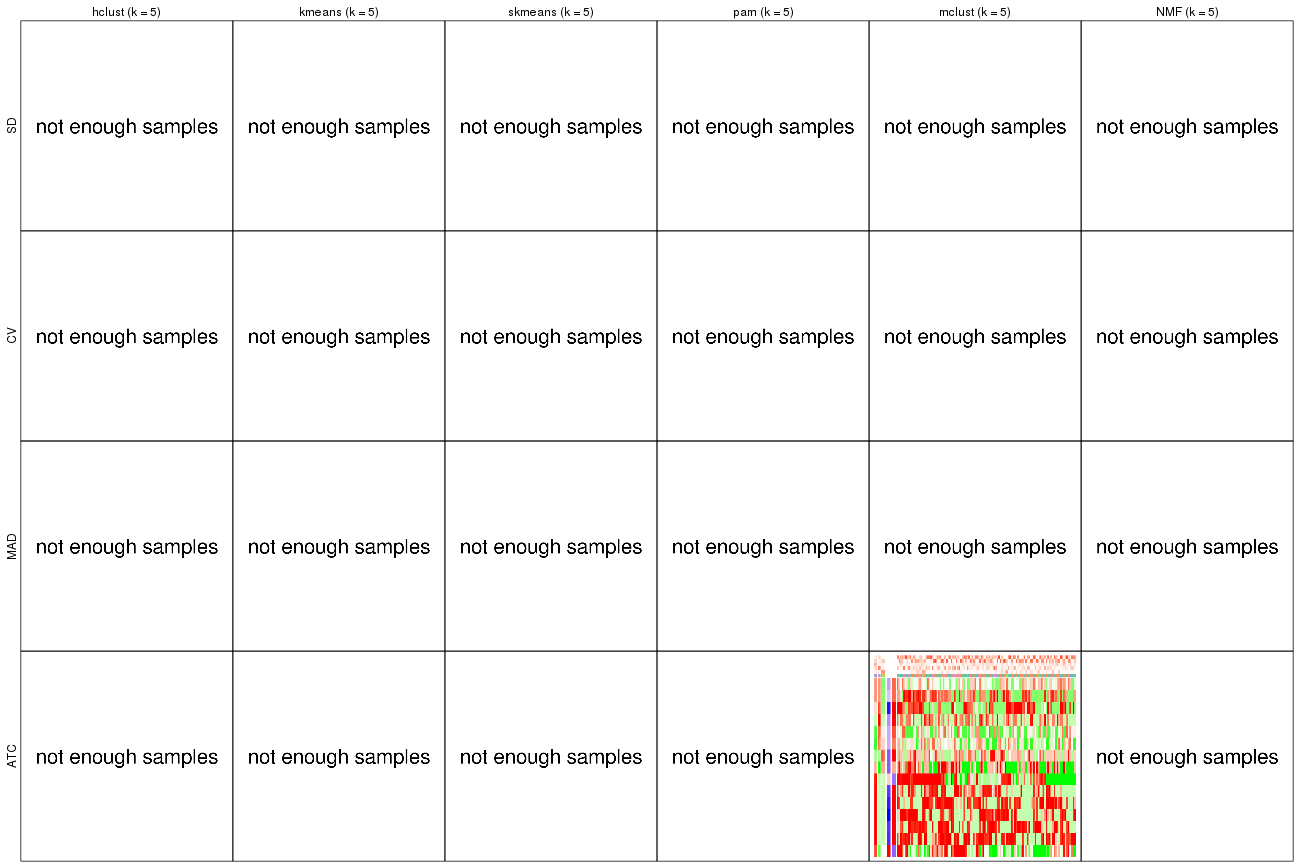 hclust (k = 5) kmeans (k = 5) skmeans (k = 5) pam (k = 5) mclust (k = 5) NMF (k = 5)
SD
not enough samples not enough samples not enough samples not enough samples not enough samples not enough samples
CV
not enough samples not enough samples not enough samples not enough samples not enough samples not enough samples
MAD
not enough samples not enough samples not enough samples not enough samples not enough samples not enough samples
ATC
not enough samples not enough samples not enough samples not enough samples not enough samples